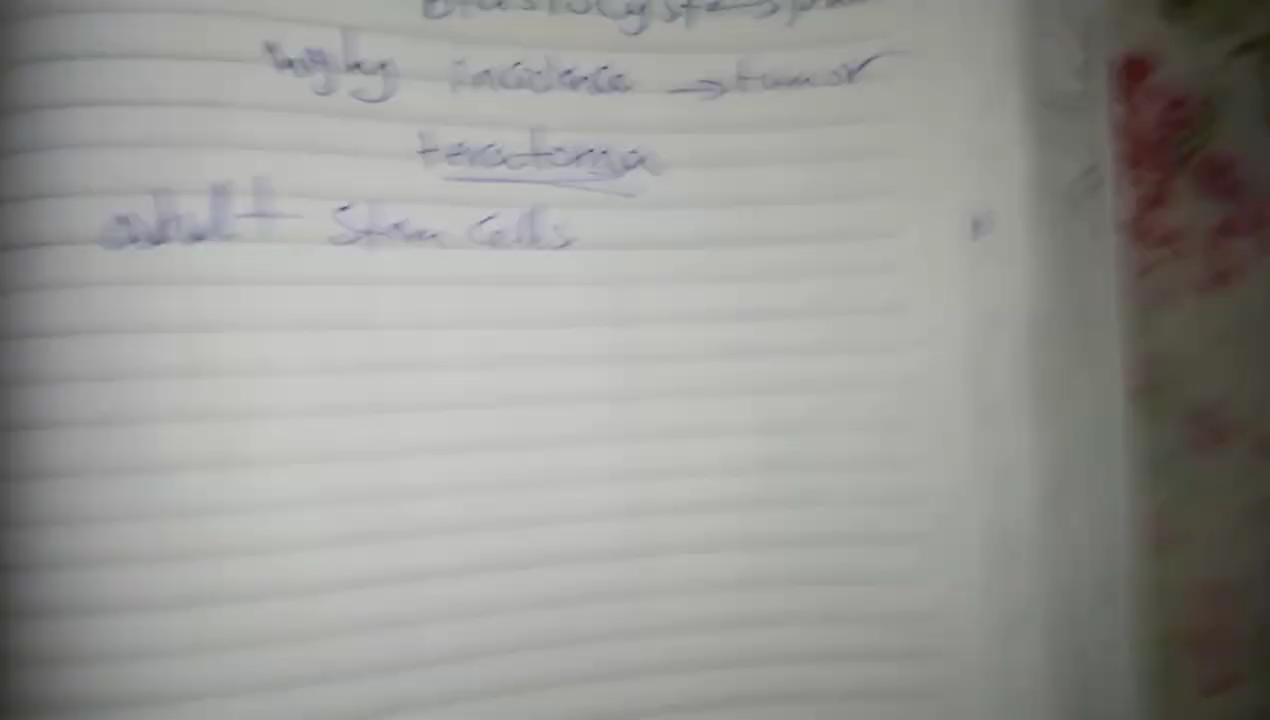 highly incidence → tumor
teratoma
adult stem cells